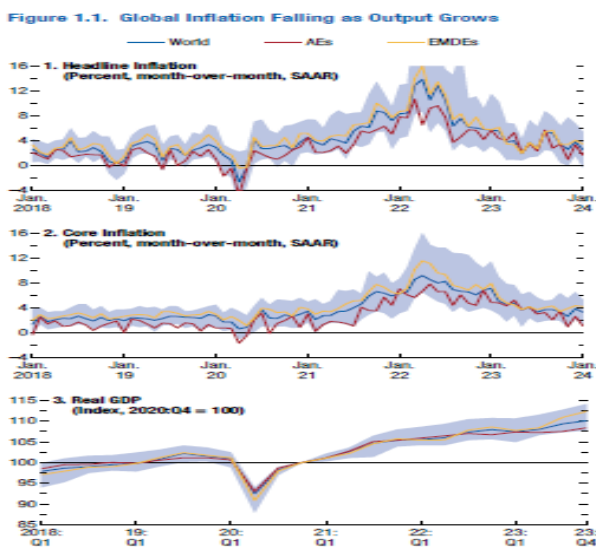 Figure 1.1. Global Inflation Falling as Output Grows
World AEs EMDEs
16 1. Headline Inflation
(Percent, month-over-month, SAAR)
12
8
4
0
–4
Jan. Jan. Jan. Jan. Jan. Jan. Jan.
2018 19 20 21 22 23 24
16 2. Core Inflation
(Percent, month-over-month, SAAR)
12
8
4
0
–4
Jan. Jan. Jan. Jan. Jan. Jan. Jan.
2018 19 20 21 22 23 24
115 3. Real GDP
(Index, 2020:Q4 = 100)
110
105
100
95
90
85
2018: 19: 20: 21: 22: 23: 23:
Q1 Q1 Q1 Q1 Q1 Q1 Q4